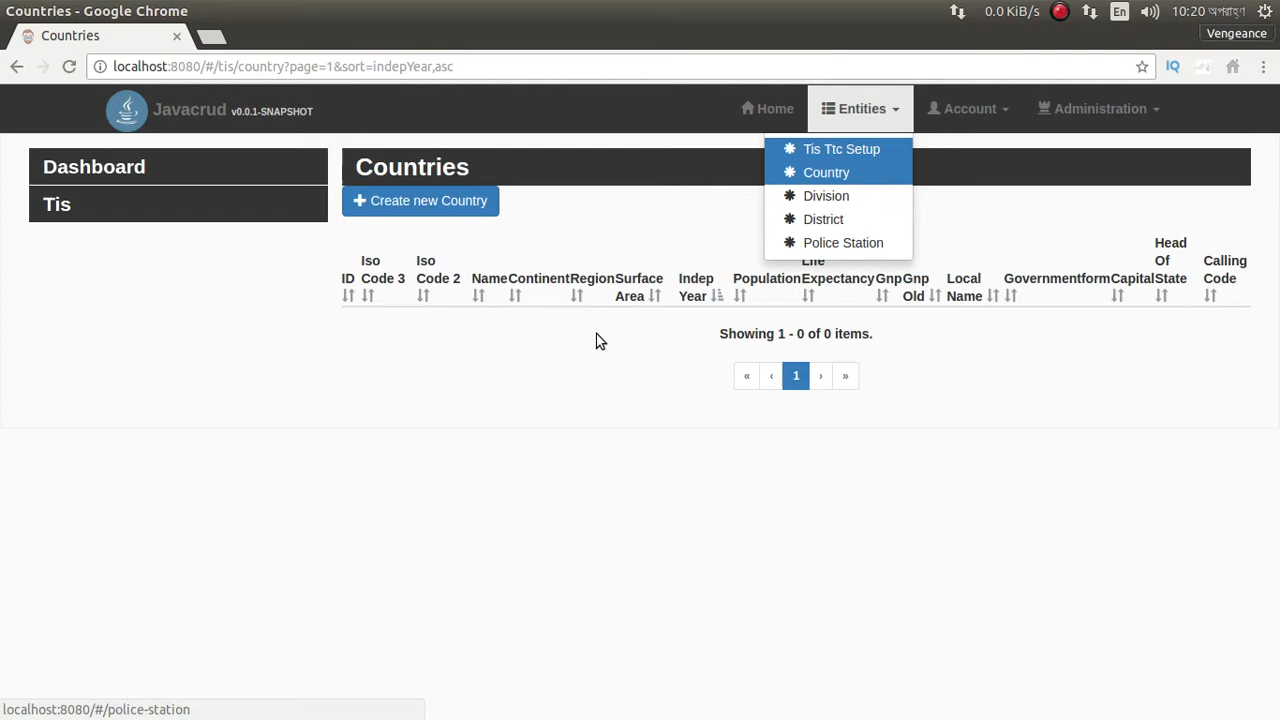 Countries - Google Chrome
0.0 KiB/s
En
10:20 অপরাহ্ণ
Countries
Vengeance
localhost:8080/#/tis/country?page=1&sort=indepYear,asc
IQ
Javacrud v0.0.1-SNAPSHOT
Home
Entities
Account
Administration
Tis Ttc Setup
Country
Division
District
Police Station
Dashboard
Tis
Countries
Create new Country
ID
Iso Code 3
Iso Code 2
Name
Continent
Region
Surface Area
Indep Year
Population
Life Expectancy
Gnp
Gnp Old
Local Name
Governmentform
Capital
Head Of State
Calling Code
Showing 1 - 0 of 0 items.
« ‹ 1 › »
localhost:8080/#/police-station